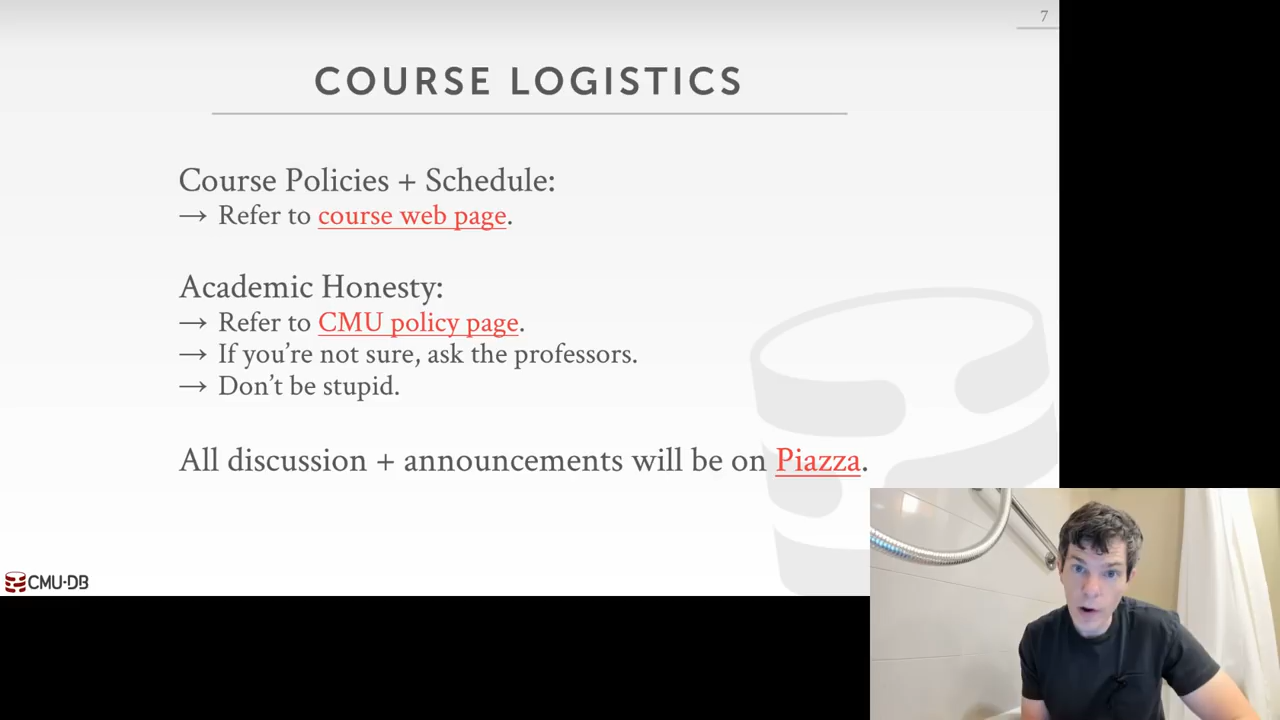 7
COURSE LOGISTICS
Course Policies + Schedule:
→ Refer to course web page.
Academic Honesty:
→ Refer to CMU policy page.
→ If you're not sure, ask the professors.
→ Don't be stupid.
All discussion + announcements will be on Piazza.
CMU·DB